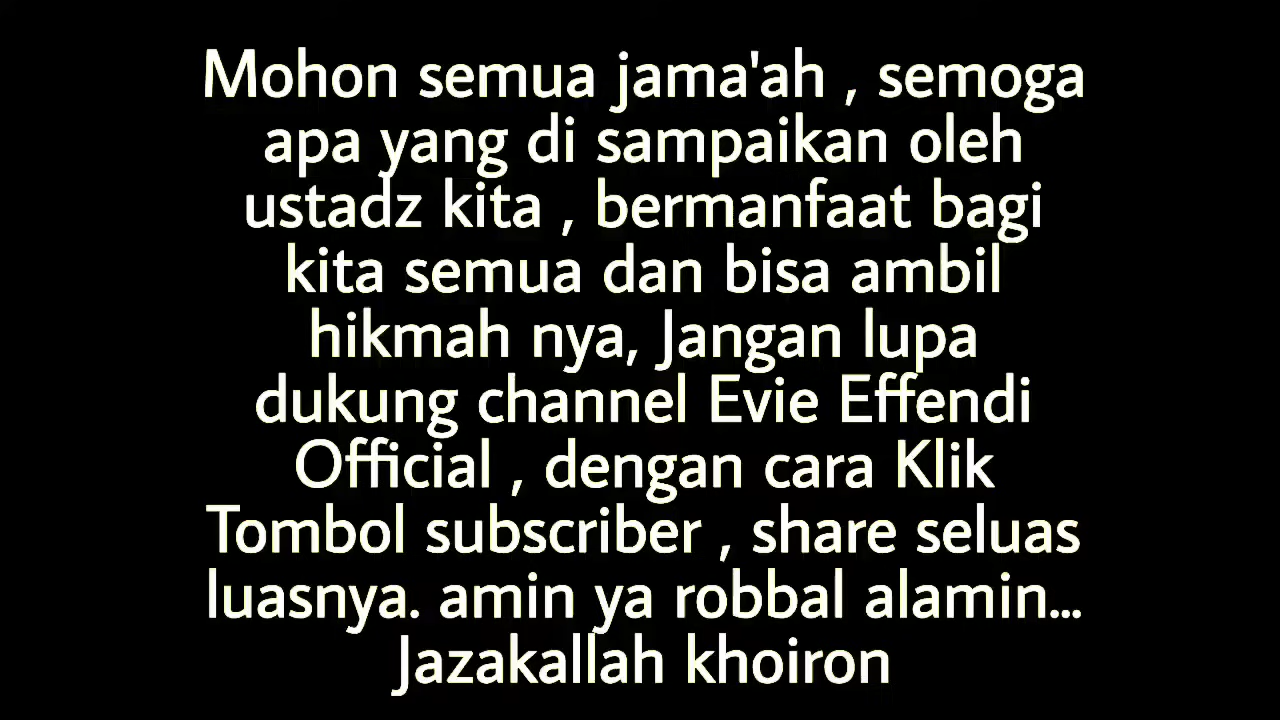 Mohon semua jama'ah , semoga
apa yang di sampaikan oleh
ustadz kita , bermanfaat bagi
kita semua dan bisa ambil
hikmah nya, Jangan lupa
dukung channel Evie Effendi
Official , dengan cara Klik
Tombol subscriber , share seluas
luasnya. amin ya robbal alamin...
Jazakallah khoiron